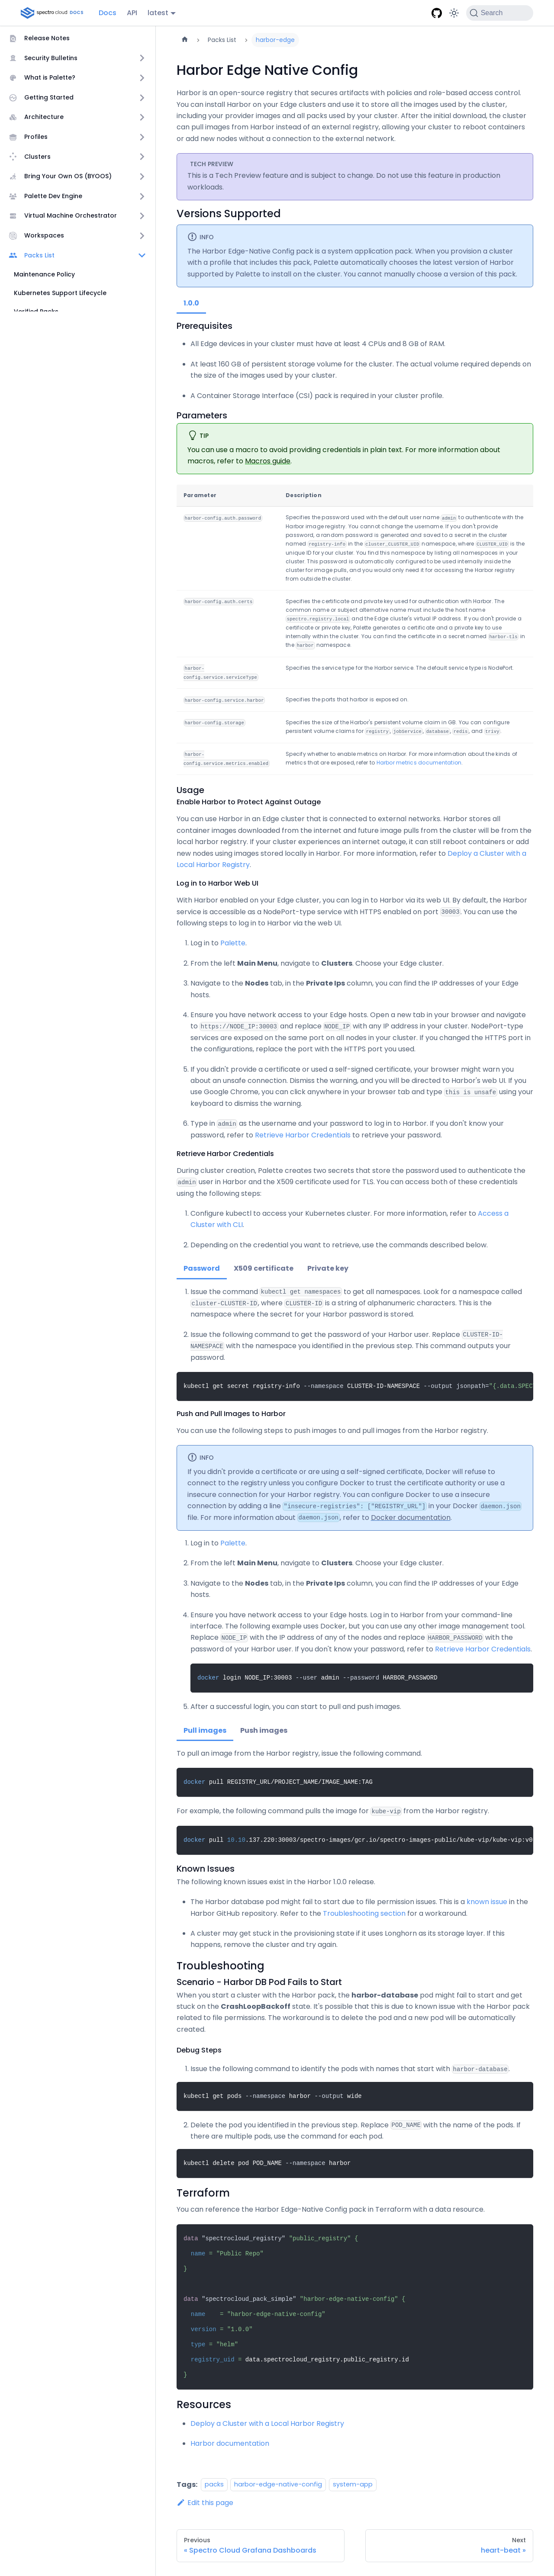 spectro cloud DOCS
Docs
API
latest
Search
Release Notes
Security Bulletins
What is Palette?
Getting Started
Architecture
Profiles
Clusters
Bring Your Own OS (BYOOS)
Palette Dev Engine
Virtual Machine Orchestrator
Workspaces
Packs List
Maintenance Policy
Kubernetes Support Lifecycle
Verified Packs
Packs List
harbor-edge
Harbor Edge Native Config
Harbor is an open-source registry that secures artifacts with policies and role-based access control.
You can install Harbor on your Edge clusters and use it to store all the images used by the cluster,
including your provider images and all packs used by your cluster. After the initial download, the cluster
can pull images from Harbor instead of an external registry, allowing your cluster to reboot containers
or add new nodes without connection to the external network.
TECH PREVIEW
This is a Tech Preview feature and is subject to change. Do not use this feature in production
workloads.
Versions Supported
INFO
The Harbor Edge-Native Config pack is a system application pack. When you provision a cluster
with a profile that includes this pack, Palette automatically chooses the latest version of Harbor
supported by Palette to install on the cluster. You cannot manually choose a version of this pack.
1.0.0
Prerequisites
All Edge devices in your cluster must have at least 4 CPUs and 8 GB of RAM.
At least 160 GB of persistent storage volume for the cluster. The actual volume required depends on
the size of the images used by your cluster.
A Container Storage Interface (CSI) pack is required in your cluster profile.
Parameters
TIP
You can use a macro to avoid providing credentials in plain text. For more information about
macros, refer to Macros guide.
Parameter Description
harbor-config.auth.password
Specifies the password used with the default user name admin to authenticate with the
Harbor image registry. You cannot change the username. If you don't provide
password, a random password is generated and saved to a secret in the cluster
named registry-info in the cluster.CLUSTER_UID namespace, where CLUSTER_UID is the
unique ID for your cluster. You find this namespace by listing all namespaces in your
cluster. This password is automatically configured to be used internally inside the
cluster for image pulls, and you would only need it for accessing the Harbor registry
from outside the cluster.
harbor-config.auth.certs
Specifies the certificate and private key used for authentication with Harbor. The
common name or subject alternative name must include the host name
spectro.registry.local and the Edge cluster's virtual IP address. If you don't provide a
certificate or private key, Palette generates a certificate and a private key to use
internally within the cluster. You can find the certificate in a secret named harbor-tls in
the harbor namespace.
harbor-
config.service.serviceType
Specifies the service type for the Harbor service. The default service type is NodePort.
harbor-config.service.harbor
Specifies the ports that harbor is exposed on.
harbor-config.storage
Specifies the size of the Harbor's persistent volume claim in GB. You can configure
persistent volume claims for registry, jobService, database, redis, and trivy
harbor-
config.service.metrics.enabled
Specify whether to enable metrics on Harbor. For more information about the kinds of
metrics that are exposed, refer to Harbor metrics documentation.
Usage
Enable Harbor to Protect Against Outage
You can use Harbor in an Edge cluster that is connected to external networks. Harbor stores all
container images downloaded from the internet and future image pulls from the cluster will be from the
local harbor registry. If your cluster experiences an internet outage, it can still reboot containers or add
new nodes using images stored locally in Harbor. For more information, refer to Deploy a Cluster with a
Local Harbor Registry.
Log in to Harbor Web UI
With Harbor enabled on your Edge cluster, you can log in to Harbor via its web UI. By default, the Harbor
service is accessible as a NodePort-type service with HTTPS enabled on port 30003. You can use the
following steps to log in to Harbor via the web UI.
1. Log in to Palette.
2. From the left Main Menu, navigate to Clusters. Choose your Edge cluster.
3. Navigate to the Nodes tab, in the Private Ips column, you can find the IP addresses of your Edge
hosts.
4. Ensure you have network access to your Edge hosts. Open a new tab in your browser and navigate
to https://NODE_IP:30003 and replace NODE_IP with any IP address in your cluster. NodePort-type
services are exposed on the same port on all nodes in your cluster. If you changed the HTTPS port in
the configurations, replace the port with the HTTPS port you used.
5. If you didn't provide a certificate or used a self-signed certificate, your browser might warn you
about an unsafe connection. Dismiss the warning, and you will be directed to Harbor's web UI. If you
use Google Chrome, you can click anywhere in your browser tab and type this is unsafe using your
keyboard to dismiss the warning.
6. Type in admin as the username and your password to log in to Harbor. If you don't know your
password, refer to Retrieve Harbor Credentials to retrieve your password.
Retrieve Harbor Credentials
During cluster creation, Palette creates two secrets that store the password used to authenticate the
admin user in Harbor and the X509 certificate used for TLS. You can access both of these credentials
using the following steps:
1. Configure kubectl to access your Kubernetes cluster. For more information, refer to Access a
Cluster with CLI.
2. Depending on the credential you want to retrieve, use the commands described below.
Password X509 certificate Private key
1. Issue the command kubectl get namespaces to get all namespaces. Look for a namespace called
cluster-CLUSTER-ID, where CLUSTER-ID is a string of alphanumeric characters. This is the
namespace where the secret for your Harbor password is stored.
2. Issue the following command to get the password of your Harbor user. Replace CLUSTER-ID-
NAMESPACE with the namespace you identified in the previous step. This command outputs your
password.
kubectl get secret registry-info --namespace CLUSTER-ID-NAMESPACE --output jsonpath="{.data.SPEC
Push and Pull Images to Harbor
You can use the following steps to push images to and pull images from the Harbor registry.
INFO
If you didn't provide a certificate or are using a self-signed certificate, Docker will refuse to
connect to the registry unless you configure Docker to trust the certificate authority or use a
insecure connection for your Harbor registry. You can configure Docker to use a insecure
connection by adding a line "insecure-registries": ["REGISTRY_URL"] in your Docker daemon.json
file. For more information about daemon.json, refer to Docker documentation.
1. Log in to Palette.
2. From the left Main Menu, navigate to Clusters. Choose your Edge cluster.
3. Navigate to the Nodes tab, in the Private Ips column, you can find the IP addresses of your Edge
hosts.
4. Ensure you have network access to your Edge hosts. Log in to Harbor from your command-line
interface. The following example uses Docker, but you can use any other image management tool.
Replace NODE_IP with the IP address of any of the nodes and replace HARBOR_PASSWORD with the
password of your Harbor user. If you don't know your password, refer to Retrieve Harbor Credentials.
docker login NODE_IP:30003 --user admin --password HARBOR_PASSWORD
5. After a successful login, you can start to pull and push images.
Pull images Push images
To pull an image from the Harbor registry, issue the following command.
docker pull REGISTRY_URL/PROJECT_NAME/IMAGE_NAME:TAG
For example, the following command pulls the image for kube-vip from the Harbor registry.
docker pull 10.10.137.220:30003/spectro-images/gcr.io/spectro-images-public/kube-vip/kube-vip:v0
Known Issues
The following known issues exist in the Harbor 1.0.0 release.
The Harbor database pod might fail to start due to file permission issues. This is a known issue in the
Harbor GitHub repository. Refer to the Troubleshooting section for a workaround.
A cluster may get stuck in the provisioning state if it uses Longhorn as its storage layer. If this
happens, remove the cluster and try again.
Troubleshooting
Scenario - Harbor DB Pod Fails to Start
When you start a cluster with the Harbor pack, the harbor-database pod might fail to start and get
stuck on the CrashLoopBackoff state. It's possible that this is due to known issue with the Harbor pack
related to file permissions. The workaround is to delete the pod and a new pod will be automatically
created.
Debug Steps
1. Issue the following command to identify the pods with names that start with harbor-database.
kubectl get pods --namespace harbor --output wide
2. Delete the pod you identified in the previous step. Replace POD_NAME with the name of the pods. If
there are multiple pods, use the command for each pod.
kubectl delete pod POD_NAME --namespace harbor
Terraform
You can reference the Harbor Edge-Native Config pack in Terraform with a data resource.
data "spectrocloud_registry" "public_registry" {
name = "Public Repo"
}
data "spectrocloud_pack_simple" "harbor-edge-native-config" {
name = "harbor-edge-native-config"
version = "1.0.0"
type = "helm"
registry_uid = data.spectrocloud_registry.public_registry.id
}
Resources
Deploy a Cluster with a Local Harbor Registry
Harbor documentation
Tags: packs harbor-edge-native-config system-app
Edit this page
Previous
« Spectro Cloud Grafana Dashboards
Next
heart-beat »